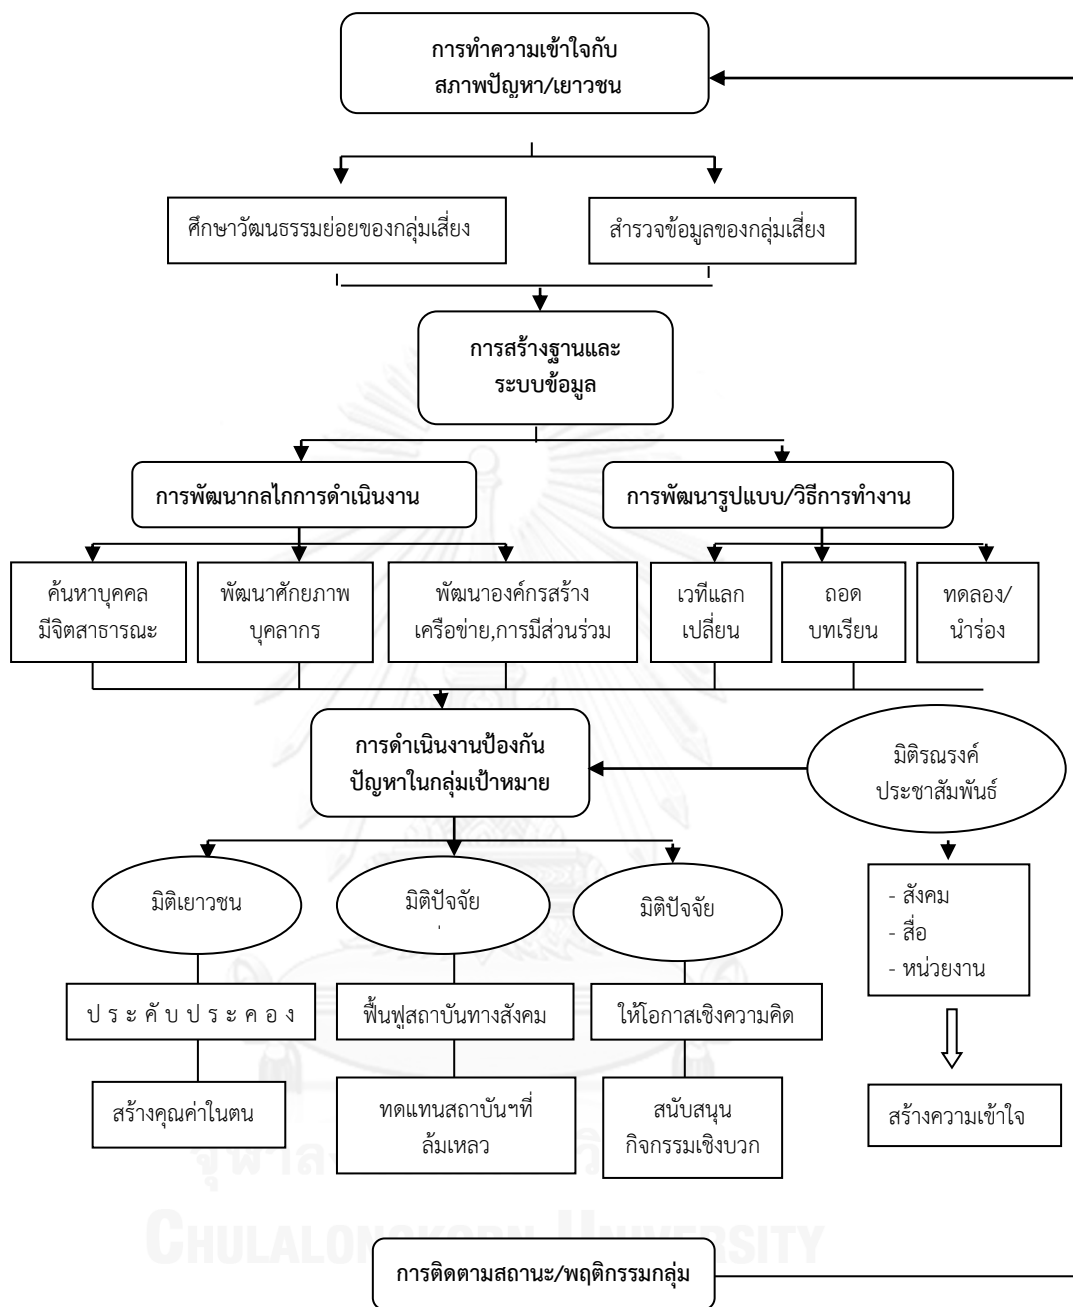 การทำความเข้าใจกับ
สภาพปัญหา/เยาวชน
ศึกษาวัฒนธรรมย่อยของกลุ่มเสี่ยง
สำรวจข้อมูลของกลุ่มเสี่ยง
การสร้างฐานและ
ระบบข้อมูล
การพัฒนากลไกการดำเนินงาน
การพัฒนารูปแบบ/วิธีการทำงาน
ค้นหาบุคคล
มีจิตสาธารณะ
พัฒนาศักยภาพ
บุคลากร
พัฒนาองค์กรสร้าง
เครือข่าย,การมีส่วนร่วม
เวทีแลก
เปลี่ยน
ถอด
บทเรียน
ทดลอง/
นำร่อง
การดำเนินงานป้องกัน
ปัญหาในกลุ่มเป้าหมาย
มิติรณรงค์
ประชาสัมพันธ์
มิติเยาวชน
มิติปัจจัย
มิติปัจจัย
- สังคม
- สื่อ
- หน่วยงาน
ป ร ะ คั บ ป ร ะ ค อ ง
ฟื้นฟูสถาบันทางสังคม
ให้โอกาสเชิงความคิด
สร้างคุณค่าในตน
ทดแทนสถาบันฯที่
ล้มเหลว
สนับสนุน
กิจกรรมเชิงบวก
สร้างความเข้าใจ
CHULALONGKORN UNIVERSITY
การติดตามสถานะ/พฤติกรรมกลุ่ม